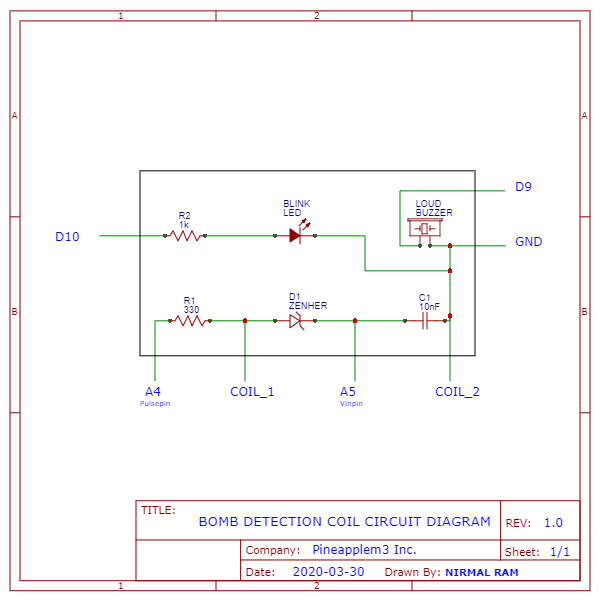 1 2
A A
BLINK
LED
LOUD
BUZZER
D9
R2
1k
D10
GND
R1
330
D1
ZENHER
C1
10nF
B B
A4
Pulsepin
COIL_1
A5
Vinpin
COIL_2
TITLE:
BOMB DETECTION COIL CIRCUIT DIAGRAM
REV: 1.0
Company: Pineapplem3 Inc.
Sheet: 1/1
Date: 2020-03-30 Drawn By: NIRMAL RAM
1 2